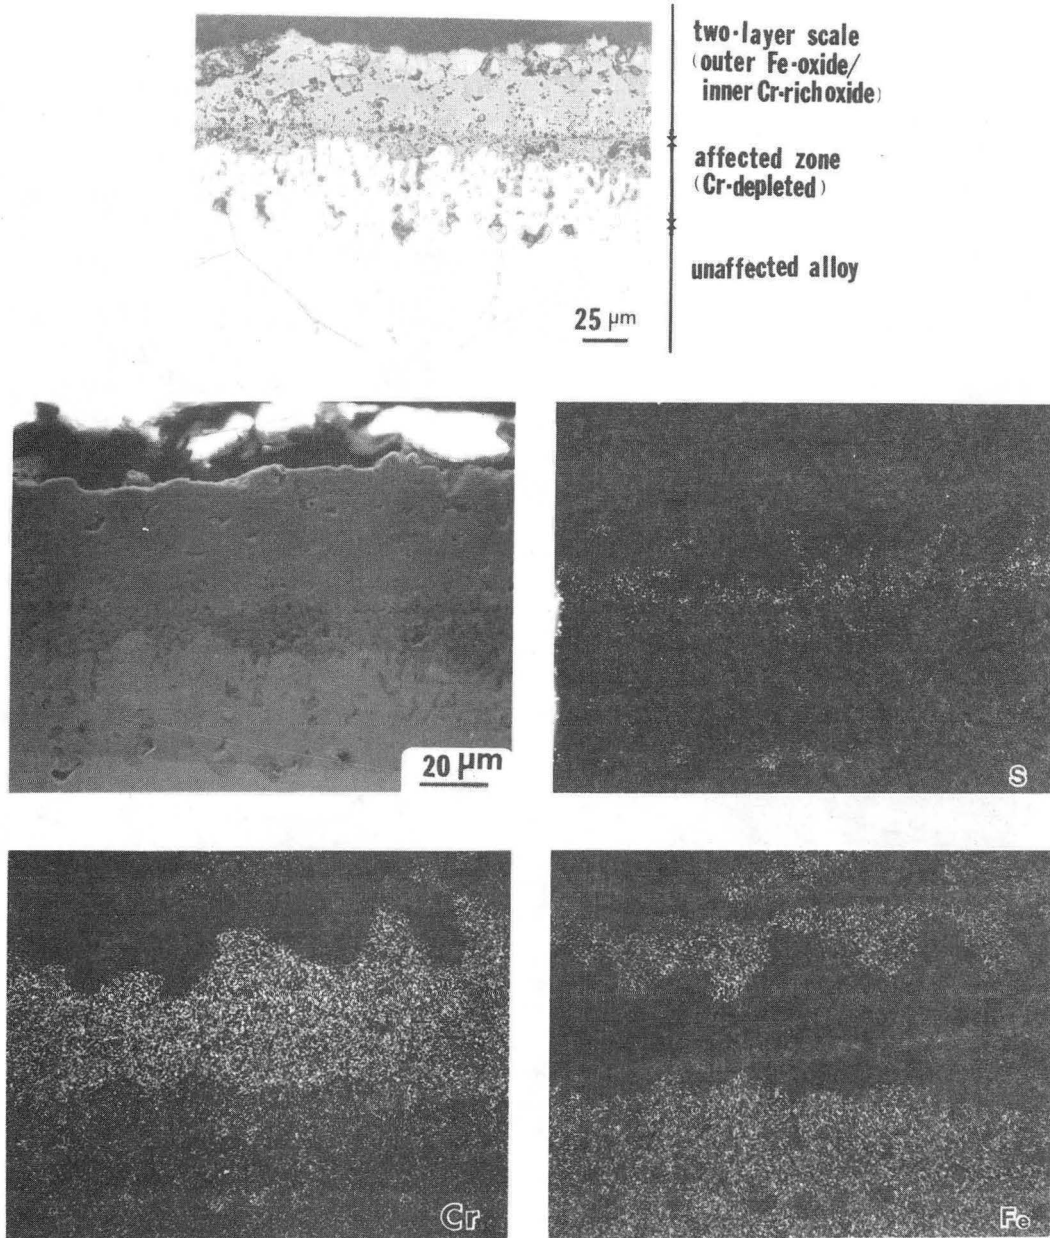 two-layer scale
(outer Fe-oxide/
inner Cr-rich oxide)
affected zone
(Cr-depleted)
unaffected alloy
25 μm
20 μm
S
Cr
Fe